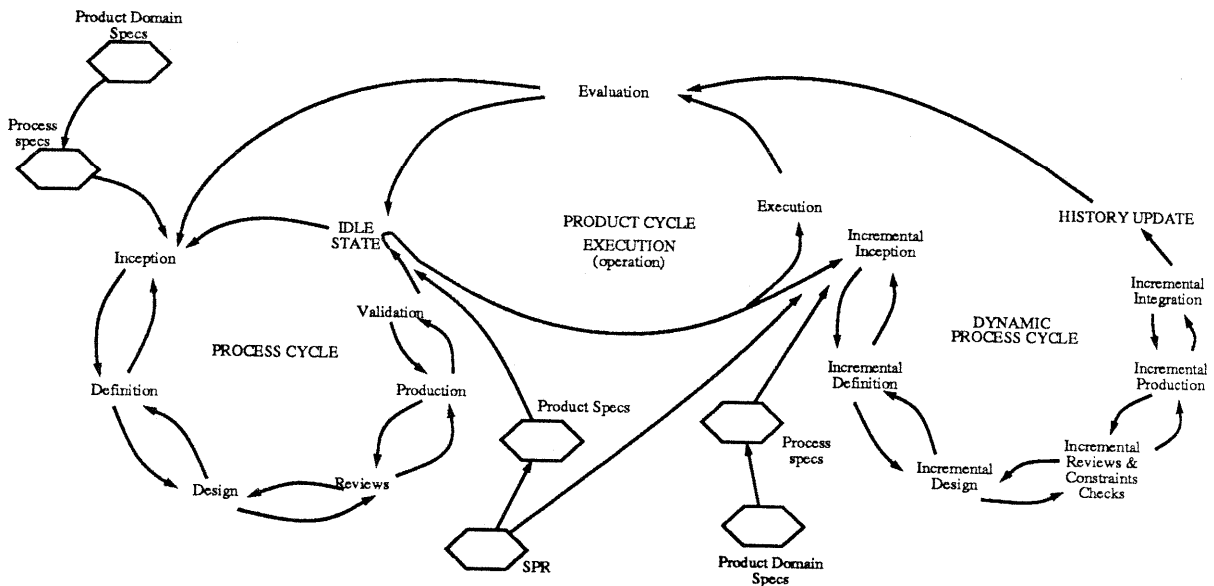 Product Domain
Specs
Process
specs
Evaluation
Execution
HISTORY UPDATE
IDLE
STATE
PRODUCT CYCLE
EXECUTION
(operation)
Incremental
Inception
Inception
Incremental
Integration
Validation
PROCESS CYCLE
DYNAMIC
PROCESS CYCLE
Definition
Production
Incremental
Definition
Incremental
Production
Product Specs
Process
specs
Design
Reviews
Incremental
Design
Incremental
Reviews &
Constraints
Checks
SPR
Product Domain
Specs